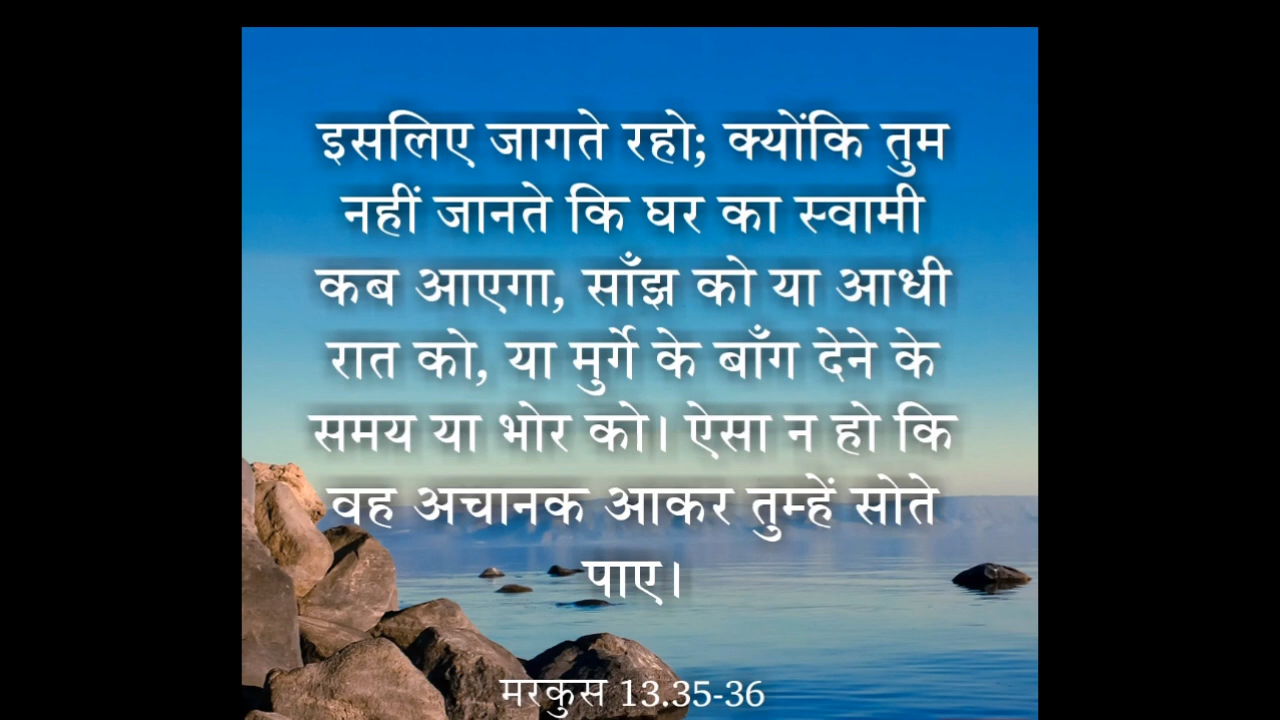 इसलिए जागते रहो; क्योंकि तुम
नहीं जानते कि घर का स्वामी
कब आएगा, साँझ को या आधी
रात को, या मुर्गे के बाँग देने के
समय या भोर को। ऐसा न हो कि
वह अचानक आकर तुम्हें सोते
पाए।
मरकुस 13.35-36